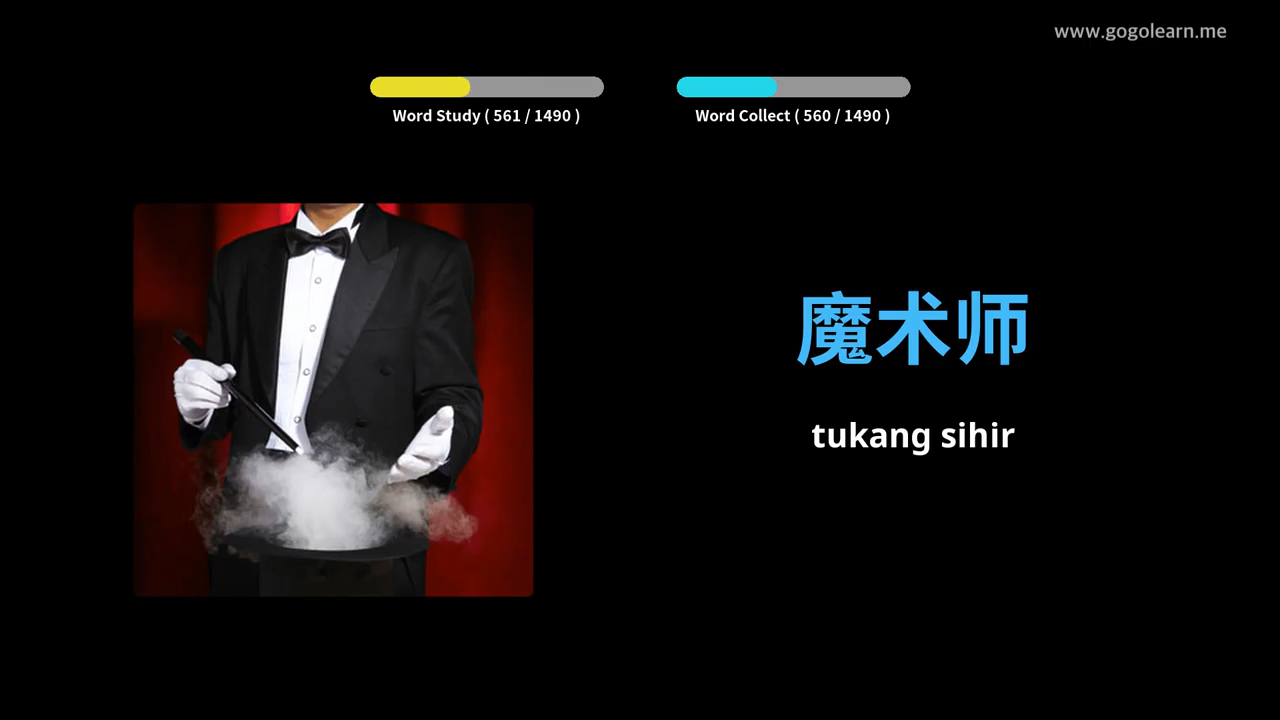 www.gogolearn.me
Word Study ( 561 / 1490 )
Word Collect ( 560 / 1490 )
魔术师
tukang sihir